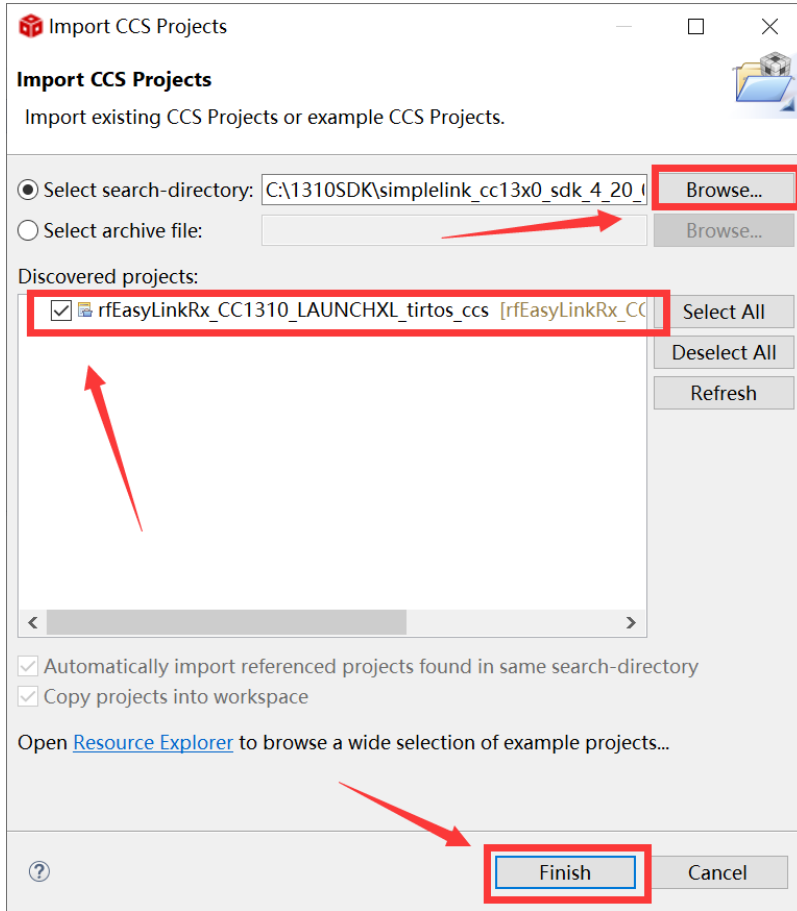 Import CCS Projects
Import CCS Projects
Import existing CCS Projects or example CCS Projects.
Select search-directory: C:\1310SDK\simplelink_cc13x0_sdk_4_20_ Browse...
Select archive file: Browse...
Discovered projects:
rfEasyLinkRx_CC1310_LAUNCHXL_tirtos_ccs [rfEasyLinkRx_CC Select All
Deselect All
Refresh
Automatically import referenced projects found in same search-directory
Copy projects into workspace
Open Resource Explorer to browse a wide selection of example projects...
? Finish Cancel